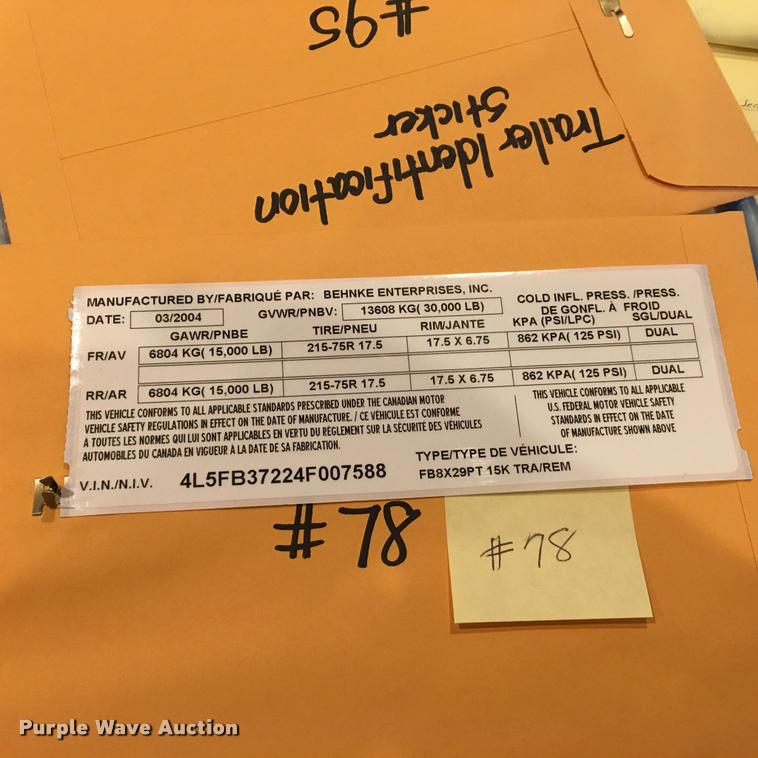 #95
Trailer Identification
Sticker
MANUFACTURED BY/FABRIQUÉ PAR: BEHNKE ENTERPRISES, INC.
DATE: 03/2004 GVWR/PNBV: 13608 KG( 30,000 LB)
COLD INFL. PRESS. /PRESS.
DE GONFL. À FROID
GAWR/PNBE TIRE/PNEU RIM/JANTE KPA (PSI/LPC) SGL/DUAL
FR/AV 6804 KG( 15,000 LB) 215-75R 17.5 17.5 X 6.75 862 KPA( 125 PSI) DUAL
RR/AR 6804 KG( 15,000 LB) 215-75R 17.5 17.5 X 6.75 862 KPA( 125 PSI) DUAL
THIS VEHICLE CONFORMS TO ALL APPLICABLE STANDARDS PRESCRIBED UNDER THE CANADIAN MOTOR
VEHICLE SAFETY REGULATIONS IN EFFECT ON THE DATE OF MANUFACTURE. / CE VÉHICULE EST CONFORME
À TOUTES LES NORMES QUI LUI SONT APPLICABLES EN VERTU DU RÈGLEMENT SUR LA SÉCURITÉ DES VÉHICULES
AUTOMOBILES DU CANADA EN VIGUEUR À LA DATE DE SA FABRICATION.
THIS VEHICLE CONFORMS TO ALL APPLICABLE
U.S. FEDERAL MOTOR VEHICLE SAFETY
STANDARDS IN EFFECT ON THE DATE
OF MANUFACTURE SHOWN ABOVE
V.I.N./N.I.V. 4L5FB37224F007588
TYPE/TYPE DE VÉHICULE:
FB8X29PT 15K TRA/REM
# 78
#78
Purple Wave Auction